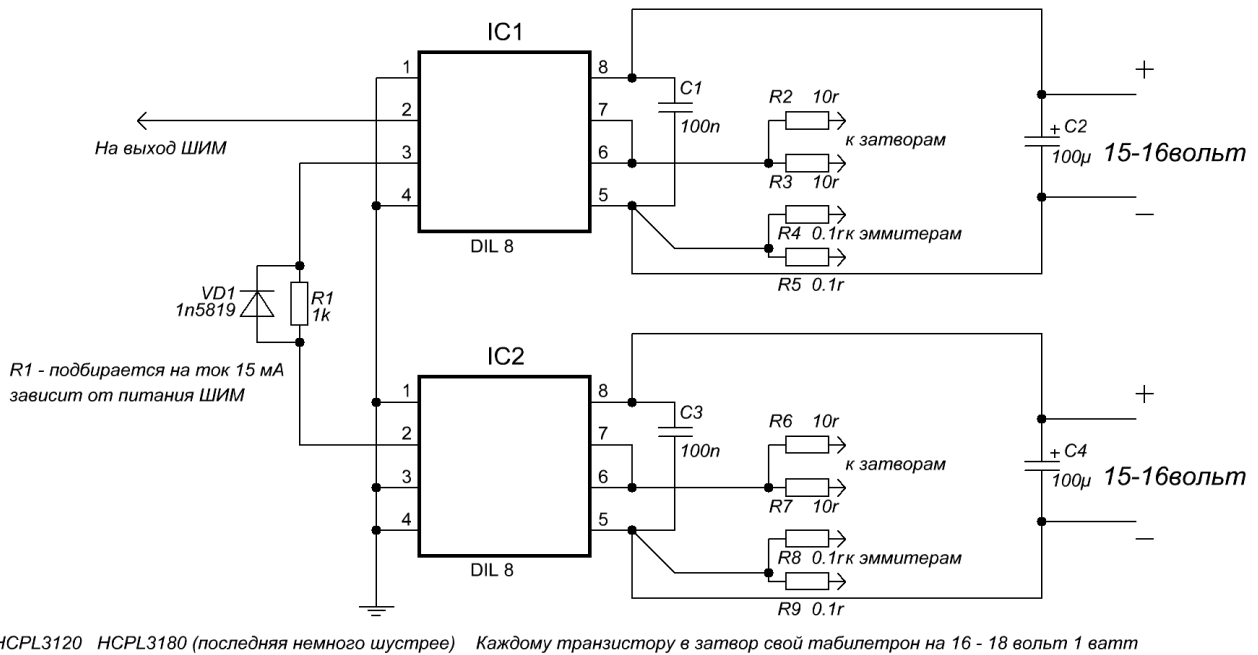 IC1
1
2
3
4
8
7
6
5
DIL 8
C1
100n
R2 10r
R3 10r
к затворам
R4 0.1r к эммитерам
R5 0.1r
+
+ C2
100µ
15-16вольт
–
На выход ШИМ
VD1
1n5819
R1
1k
R1 - подбирается на ток 15 мА
зависит от питания ШИМ
IC2
1
2
3
4
8
7
6
5
DIL 8
C3
100n
R6 10r
R7 10r
к затворам
R8 0.1r к эммитерам
R9 0.1r
+
+ C4
100µ
15-16вольт
–
HCPL3120 HCPL3180 (последняя немного шустрее) Каждому транзистору в затвор свой табилетрон на 16 - 18 вольт 1 ватт